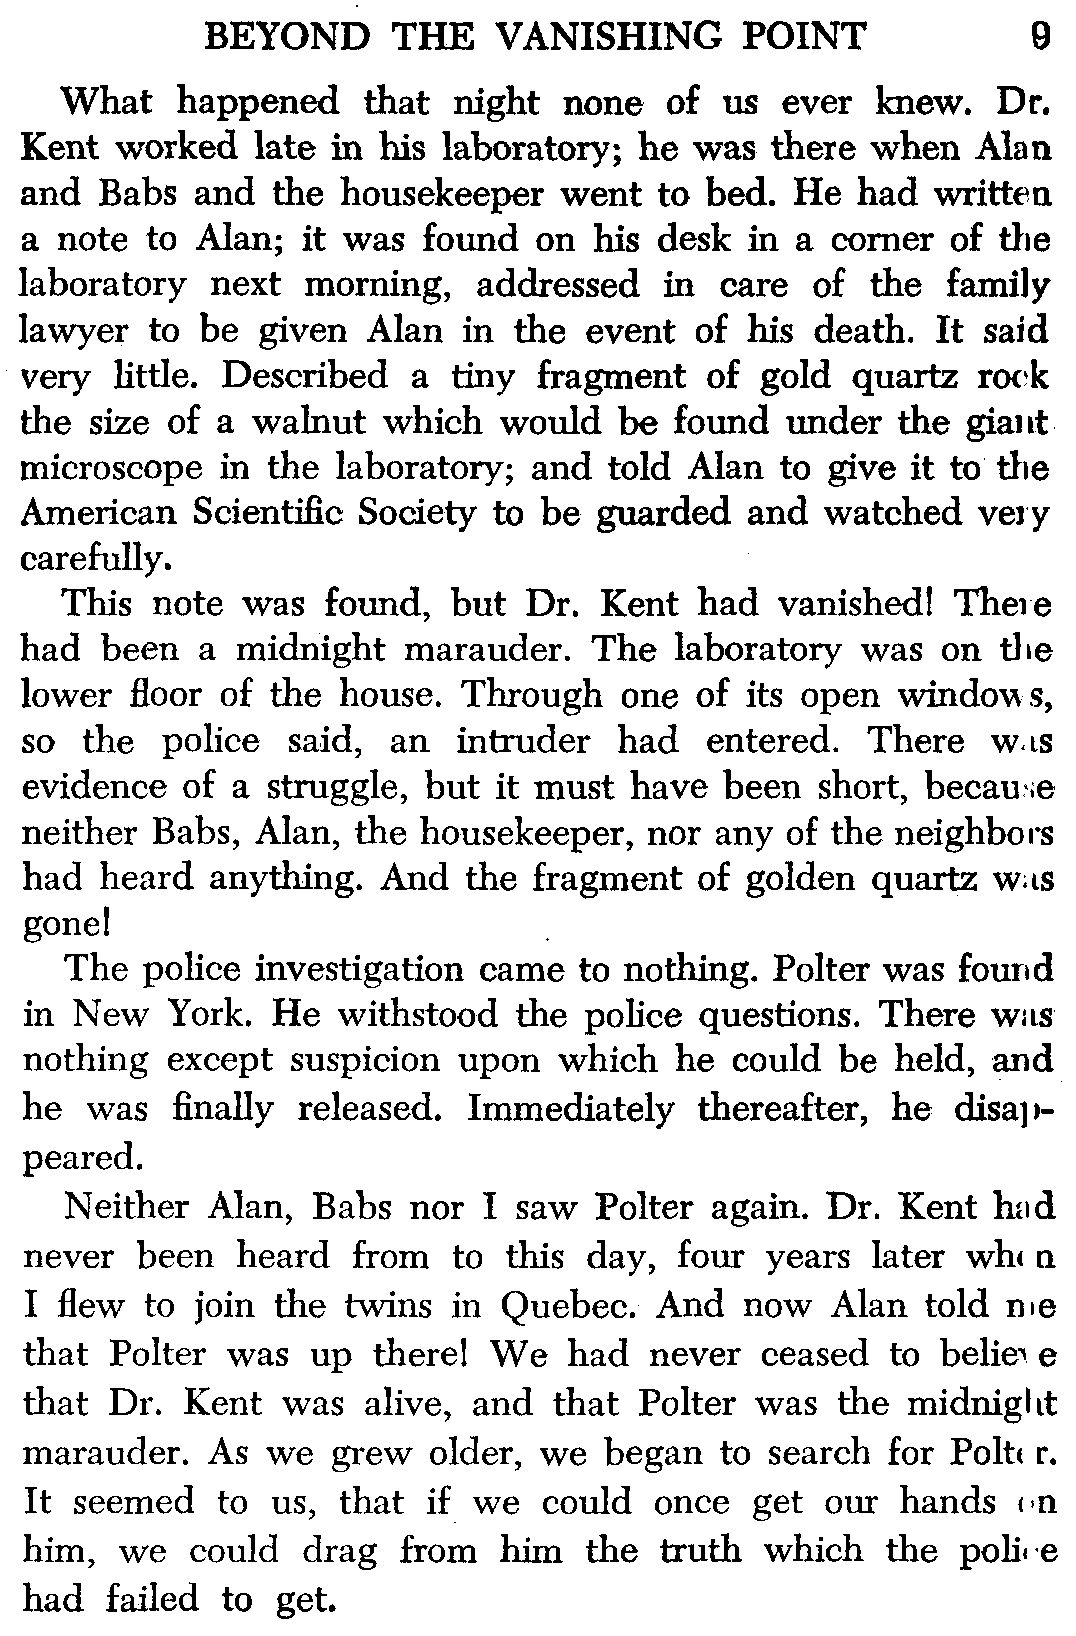 BEYOND THE VANISHING POINT 9
What happened that night none of us ever knew. Dr.
Kent worked late in his laboratory; he was there when Alan
and Babs and the housekeeper went to bed. He had written
a note to Alan; it was found on his desk in a corner of the
laboratory next morning, addressed in care of the family
lawyer to be given Alan in the event of his death. It said
very little. Described a tiny fragment of gold quartz rock
the size of a walnut which would be found under the giant
microscope in the laboratory; and told Alan to give it to the
American Scientific Society to be guarded and watched very
carefully.
This note was found, but Dr. Kent had vanished! There
had been a midnight marauder. The laboratory was on the
lower floor of the house. Through one of its open windows,
so the police said, an intruder had entered. There was
evidence of a struggle, but it must have been short, because
neither Babs, Alan, the housekeeper, nor any of the neighbors
had heard anything. And the fragment of golden quartz was
gone!
The police investigation came to nothing. Polter was found
in New York. He withstood the police questions. There was
nothing except suspicion upon which he could be held, and
he was finally released. Immediately thereafter, he disap-
peared.
Neither Alan, Babs nor I saw Polter again. Dr. Kent had
never been heard from to this day, four years later when
I flew to join the twins in Quebec. And now Alan told me
that Polter was up there! We had never ceased to believe
that Dr. Kent was alive, and that Polter was the midnight
marauder. As we grew older, we began to search for Polter.
It seemed to us, that if we could once get our hands on
him, we could drag from him the truth which the police
had failed to get.